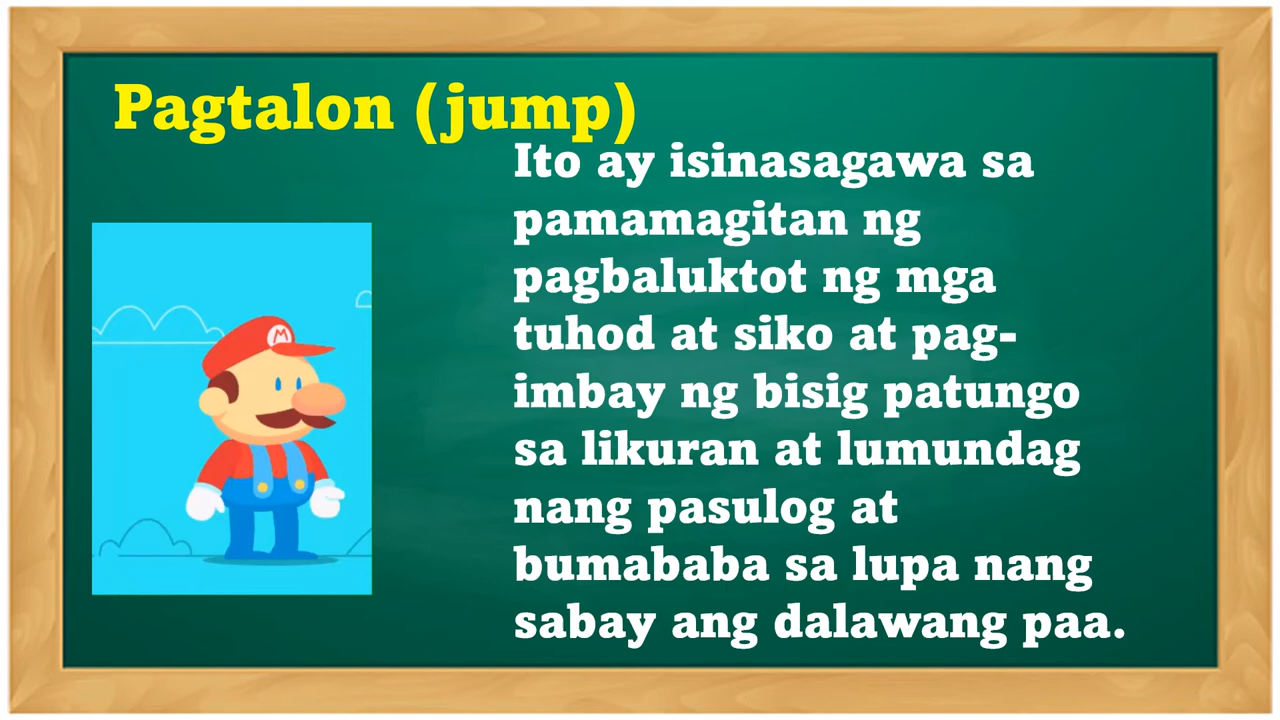 Pagtalon (jump)
Ito ay isinasagawa sa
pamamagitan ng
pagbaluktot ng mga
tuhod at siko at pag-
imbay ng bisig patungo
sa likuran at lumundag
nang pasulog at
bumababa sa lupa nang
sabay ang dalawang paa.
M